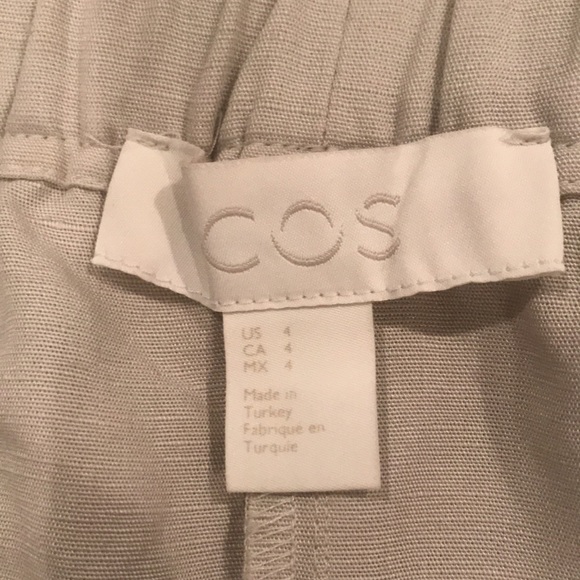 COS
US 4
CA 4
MX 4
Made in
Turkey
Fabriqué en
Turquie